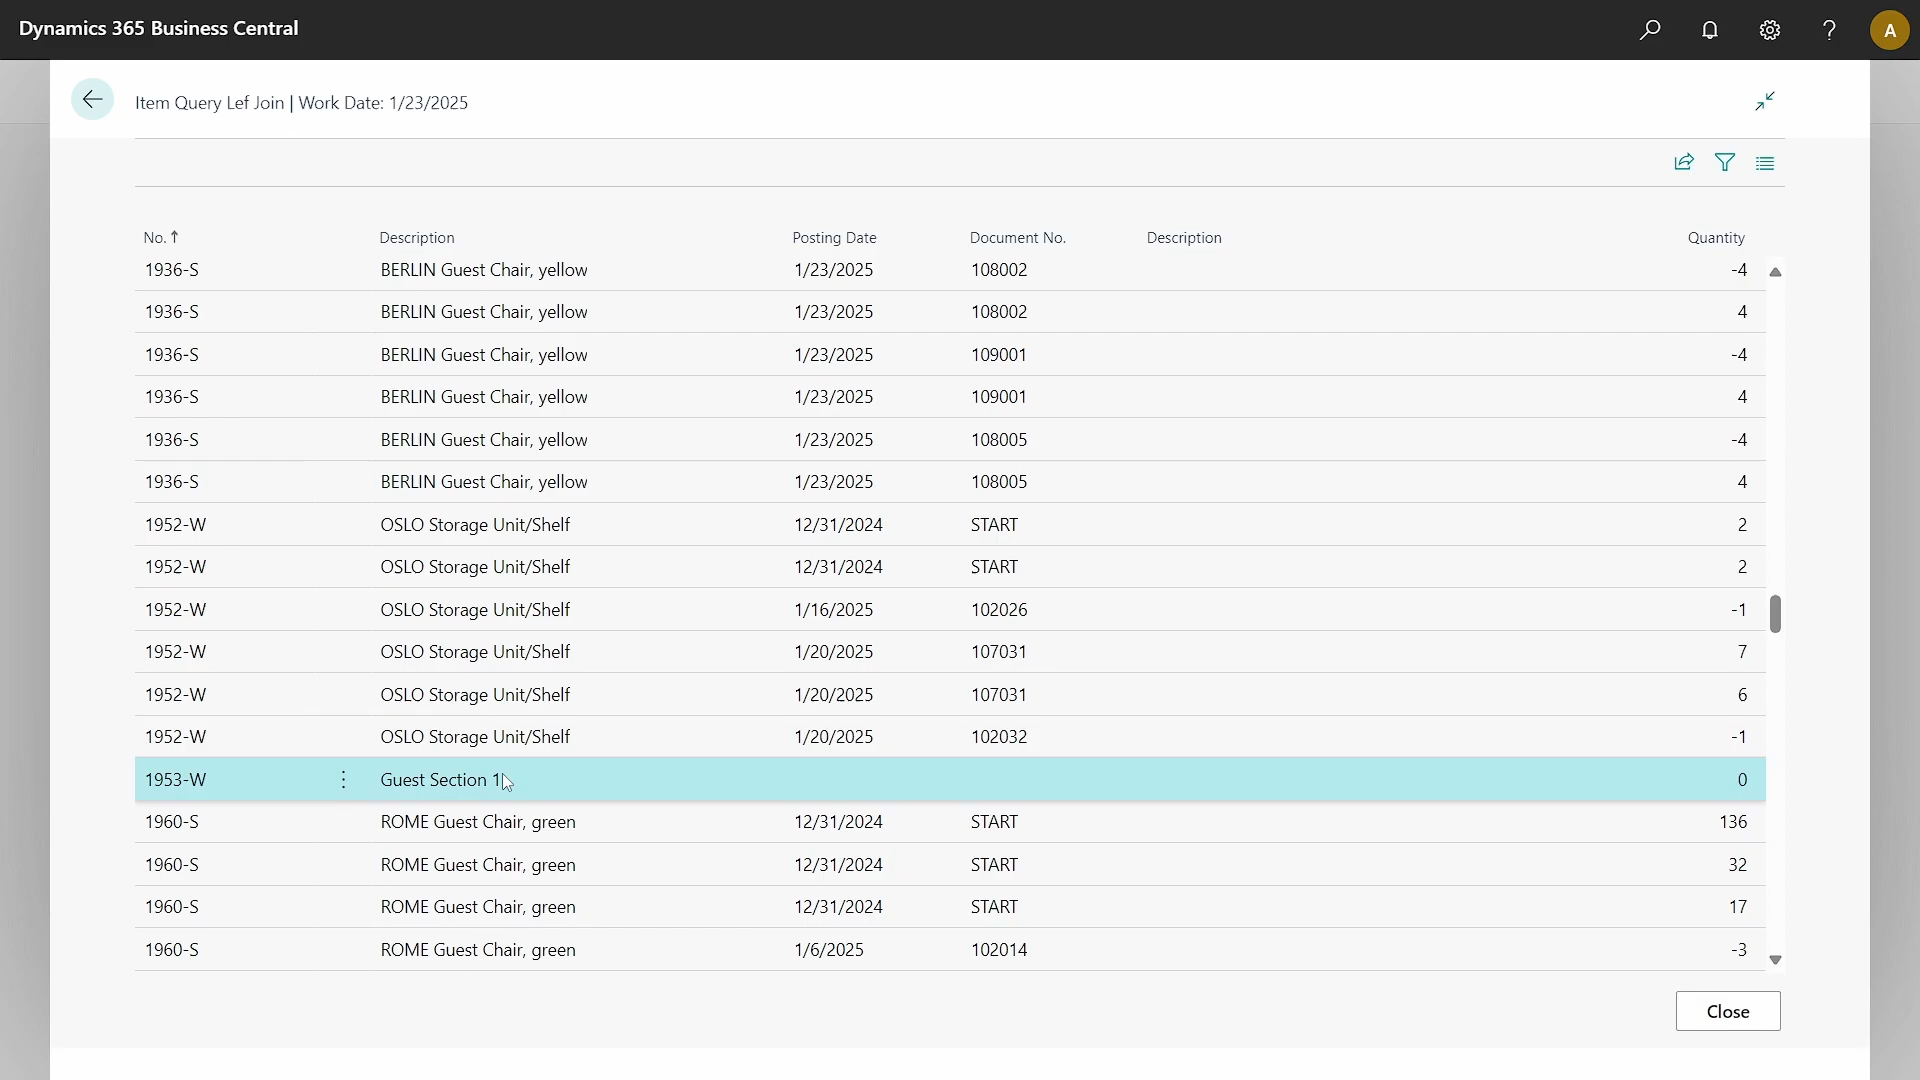 Dynamics 365 Business Central
A
Item Query Lef Join | Work Date: 1/23/2025
No. ↑ Description Posting Date Document No. Description Quantity
1936-S BERLIN Guest Chair, yellow 1/23/2025 108002 -4
1936-S BERLIN Guest Chair, yellow 1/23/2025 108002 4
1936-S BERLIN Guest Chair, yellow 1/23/2025 109001 -4
1936-S BERLIN Guest Chair, yellow 1/23/2025 109001 4
1936-S BERLIN Guest Chair, yellow 1/23/2025 108005 -4
1936-S BERLIN Guest Chair, yellow 1/23/2025 108005 4
1952-W OSLO Storage Unit/Shelf 12/31/2024 START 2
1952-W OSLO Storage Unit/Shelf 12/31/2024 START 2
1952-W OSLO Storage Unit/Shelf 1/16/2025 102026 -1
1952-W OSLO Storage Unit/Shelf 1/20/2025 107031 7
1952-W OSLO Storage Unit/Shelf 1/20/2025 107031 6
1952-W OSLO Storage Unit/Shelf 1/20/2025 102032 -1
1953-W Guest Section 1 0
1960-S ROME Guest Chair, green 12/31/2024 START 136
1960-S ROME Guest Chair, green 12/31/2024 START 32
1960-S ROME Guest Chair, green 12/31/2024 START 17
1960-S ROME Guest Chair, green 1/6/2025 102014 -3
Close